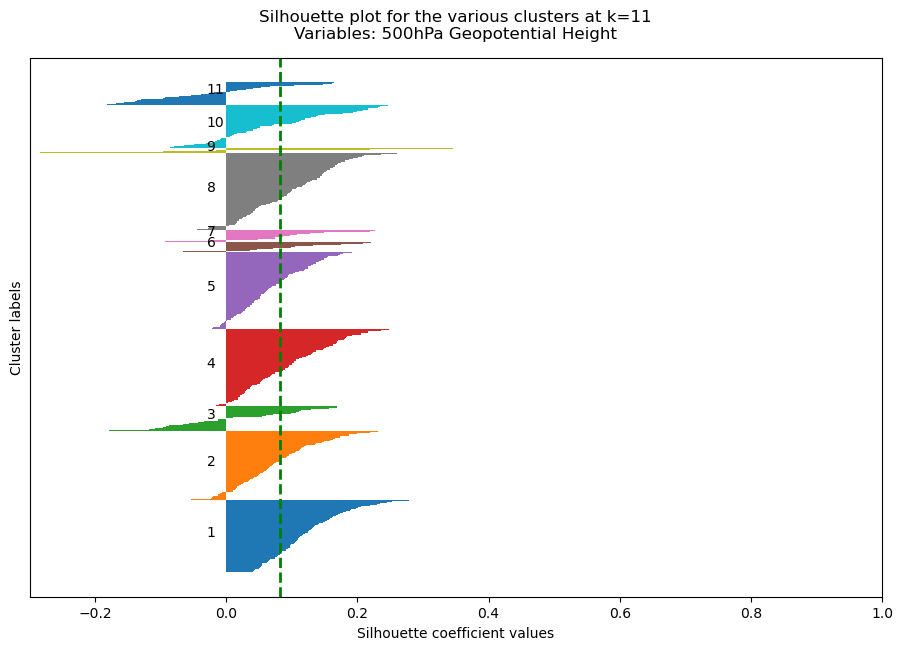 Silhouette plot for the various clusters at k=11
Variables: 500hPa Geopotential Height
11
10
9
8
7
6
5
4
3
2
1
Cluster labels
−0.2 0.0 0.2 0.4 0.6 0.8 1.0
Silhouette coefficient values